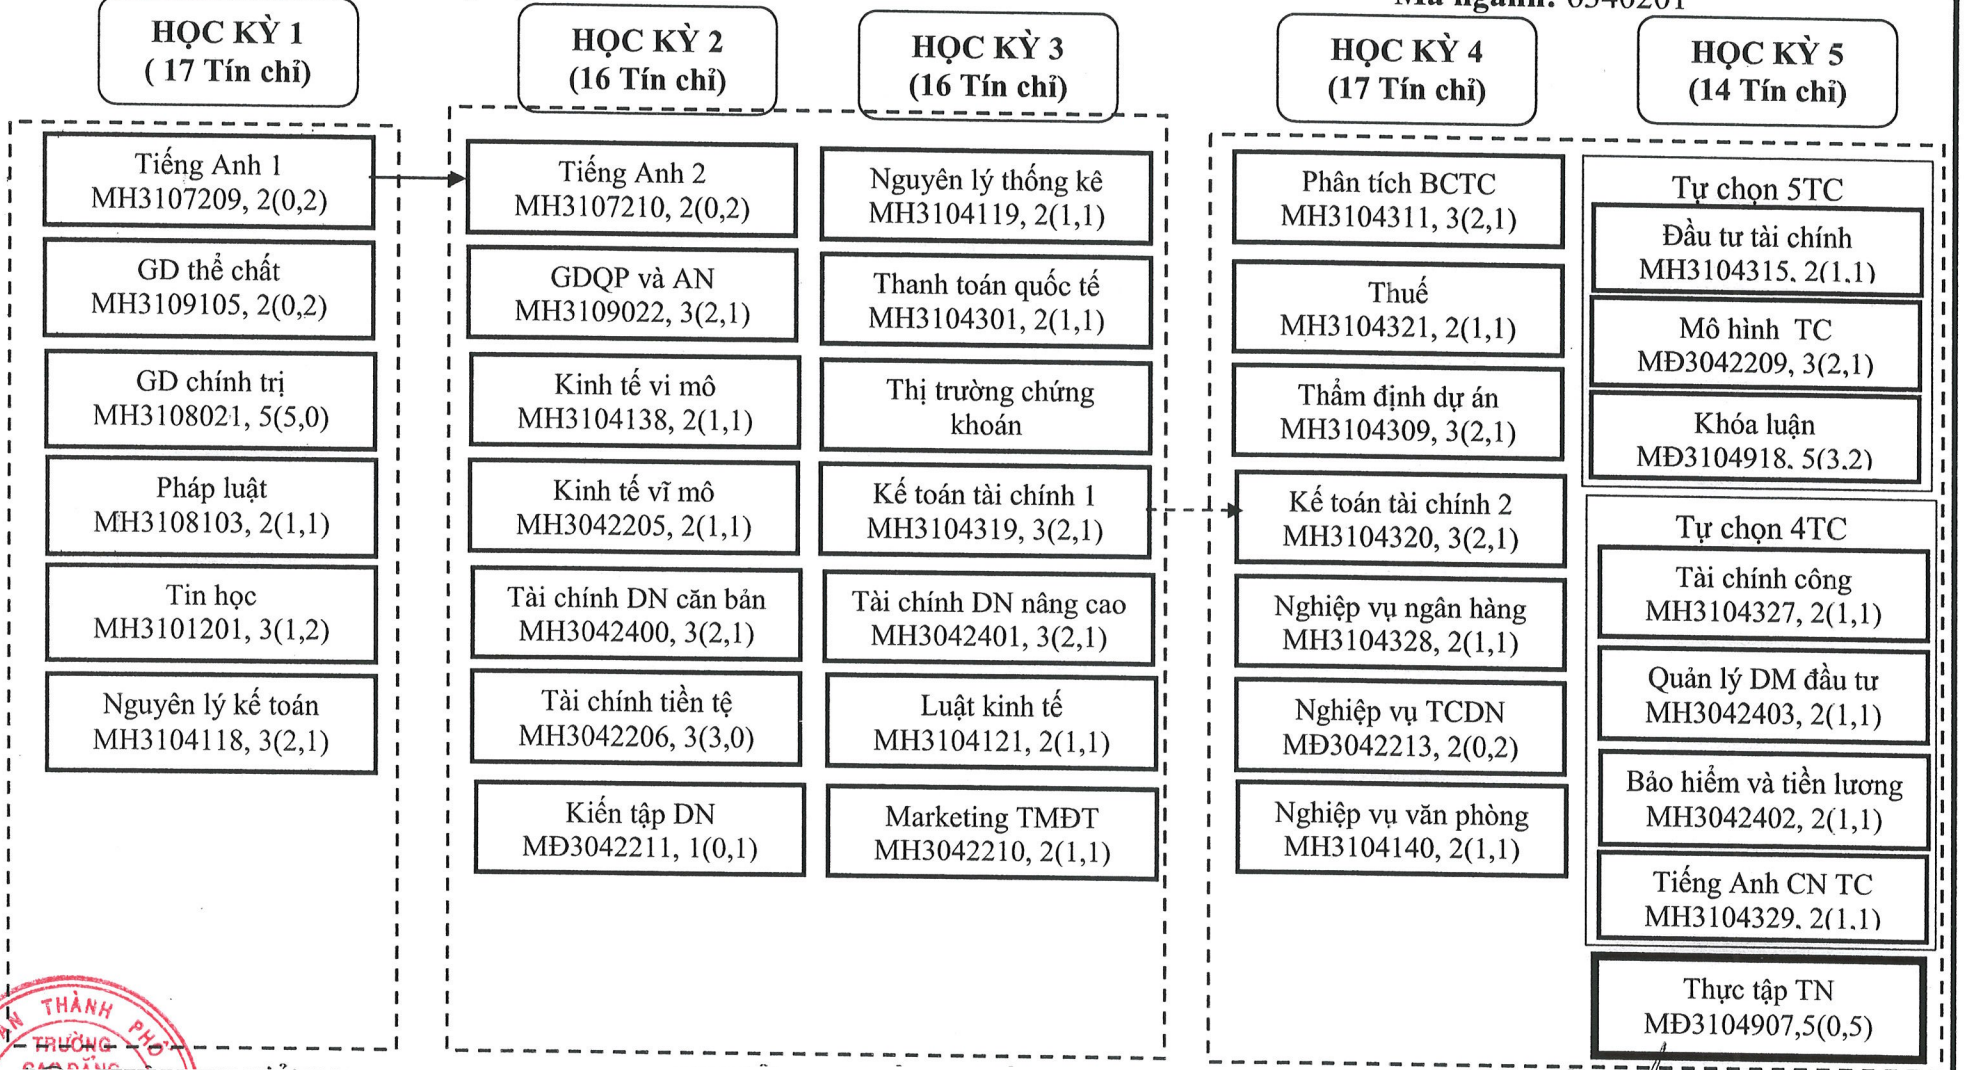 Mã ngành: 6340201
HỌC KỲ 1
( 17 Tín chỉ)
Tiếng Anh 1
MH3107209, 2(0,2)
GD thể chất
MH3109105, 2(0,2)
GD chính trị
MH3108021, 5(5,0)
Pháp luật
MH3108103, 2(1,1)
Tin học
MH3101201, 3(1,2)
Nguyên lý kế toán
MH3104118, 3(2,1)
HỌC KỲ 2
(16 Tín chỉ)
Tiếng Anh 2
MH3107210, 2(0,2)
GDQP và AN
MH3109022, 3(2,1)
Kinh tế vi mô
MH3104138, 2(1,1)
Kinh tế vĩ mô
MH3042205, 2(1,1)
Tài chính DN căn bản
MH3042400, 3(2,1)
Tài chính tiền tệ
MH3042206, 3(3,0)
Kiến tập DN
MĐ3042211, 1(0,1)
HỌC KỲ 3
(16 Tín chỉ)
Nguyên lý thống kê
MH3104119, 2(1,1)
Thanh toán quốc tế
MH3104301, 2(1,1)
Thị trường chứng
khoán
Kế toán tài chính 1
MH3104319, 3(2,1)
Tài chính DN nâng cao
MH3042401, 3(2,1)
Luật kinh tế
MH3104121, 2(1,1)
Marketing TMĐT
MH3042210, 2(1,1)
HỌC KỲ 4
(17 Tín chỉ)
Phân tích BCTC
MH3104311, 3(2,1)
Thuế
MH3104321, 2(1,1)
Thẩm định dự án
MH3104309, 3(2,1)
Kế toán tài chính 2
MH3104320, 3(2,1)
Nghiệp vụ ngân hàng
MH3104328, 2(1,1)
Nghiệp vụ TCDN
MĐ3042213, 2(0,2)
Nghiệp vụ văn phòng
MH3104140, 2(1,1)
HỌC KỲ 5
(14 Tín chỉ)
Tự chọn 5TC
Đầu tư tài chính
MH3104315, 2(1,1)
Mô hình TC
MĐ3042209, 3(2,1)
Khóa luận
MĐ3104918, 5(3,2)
Tự chọn 4TC
Tài chính công
MH3104327, 2(1,1)
Quản lý DM đầu tư
MH3042403, 2(1,1)
Bảo hiểm và tiền lương
MH3042402, 2(1,1)
Tiếng Anh CN TC
MH3104329, 2(1,1)
Thực tập TN
MĐ3104907,5(0,5)
THÀNH PHỐ
TRƯỜNG
CAO ĐẲNG